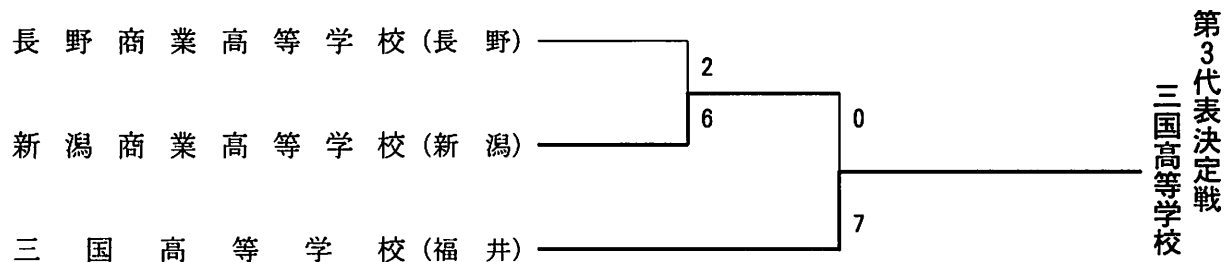 長野商業高等学校(長野)
2
6
新潟商業高等学校(新潟)
0
7
三国高等学校(福井)
第3代表決定戦
三国高等学校